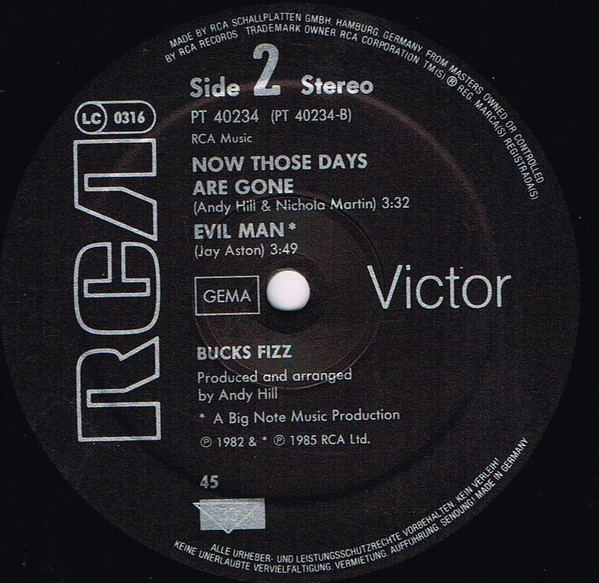 MADE BY RCA SCHALLPLATTEN GMBH, HAMBURG, GERMANY, FROM MASTERS OWNED OR CONTROLLED
BY RCA RECORDS TRADEMARK OWNER RCA CORPORATION TM(S) ® REG. MARCA(S) REGISTRADA(S)
Side 2 Stereo
LC 0316
PT 40234 (PT 40234-B)
RCA Music
NOW THOSE DAYS
ARE GONE
(Andy Hill & Nichola Martin) 3:32
EVIL MAN*
(Jay Aston) 3:49
RCA
GEMA
Victor
BUCKS FIZZ
Produced and arranged
by Andy Hill
* A Big Note Music Production
℗ 1982 & * ℗ 1985 RCA Ltd.
45
ALLE URHEBER- UND LEISTUNGSSCHUTZRECHTE VORBEHALTEN. KEIN VERLEIH!
KEINE UNERLAUBTE VERVIELFÄLTIGUNG, VERMIETUNG, AUFFÜHRUNG, SENDUNG! MADE IN GERMANY